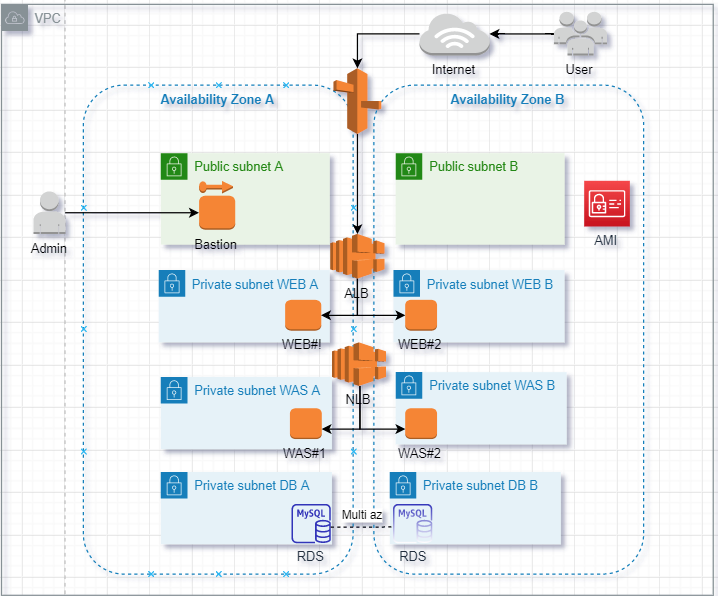 VPC
Internet
User
Availability Zone A
Availability Zone B
Public subnet A
Public subnet B
Admin
Bastion
AMI
Private subnet WEB A
Private subnet WEB B
ALB
WEB#!
WEB#2
Private subnet WAS A
Private subnet WAS B
NLB
WAS#1
WAS#2
Private subnet DB A
Private subnet DB B
MySQL
Multi az
MySQL
RDS
RDS